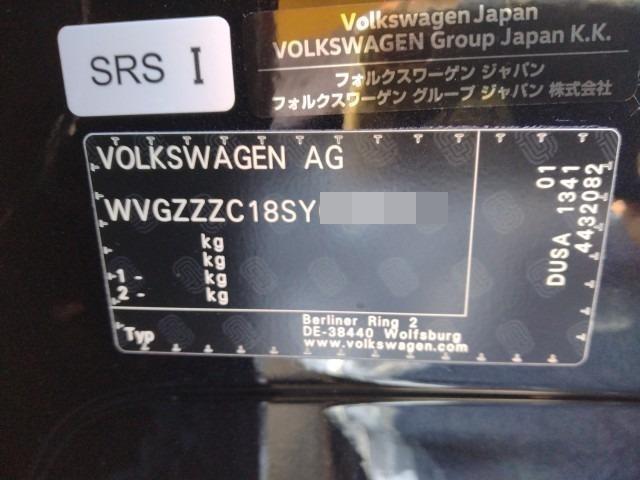 Volkswagen Japan
VOLKSWAGEN Group Japan K.K.
フォルクスワーゲン ジャパン
フォルクスワーゲン グループ ジャパン 株式会社
SRS I
VOLKSWAGEN AG
WVGZZZC18SY
kg
kg
1 - kg
2 - kg
Typ
Berliner Ring 2
DE-38440 Wolfsburg
www.volkswagen.com
01
DUSA 1341
4432082